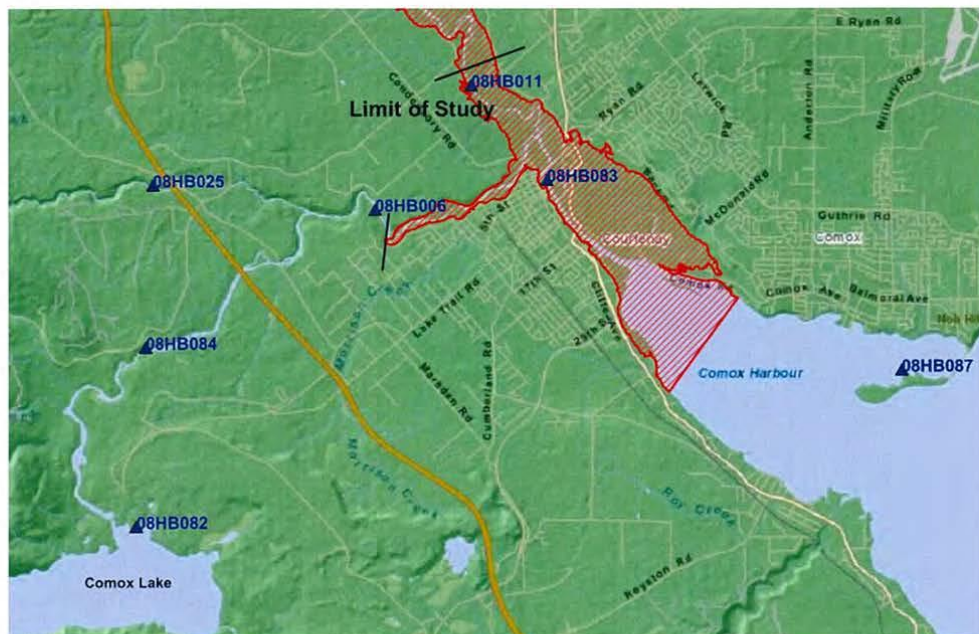 E Ryan Rd
Condensory Rd
08HB011
Limit of Study
Ryan Rd
Lerwick
Anderton Rd
Military Row
08HB025
08HB083
08HB006
5th St
McDonald Rd
Guthrie Rd
Courtenay
Comox
17th St
Comox Ave
Balmoral Ave
Lake Trail Rd
Cliffe Ave
29th St
08HB084
Comox Harbour
08HB087
Marsden Rd
Cumberland Rd
Morrison Creek
Roy Creek
08HB082
Comox Lake
Royston Rd